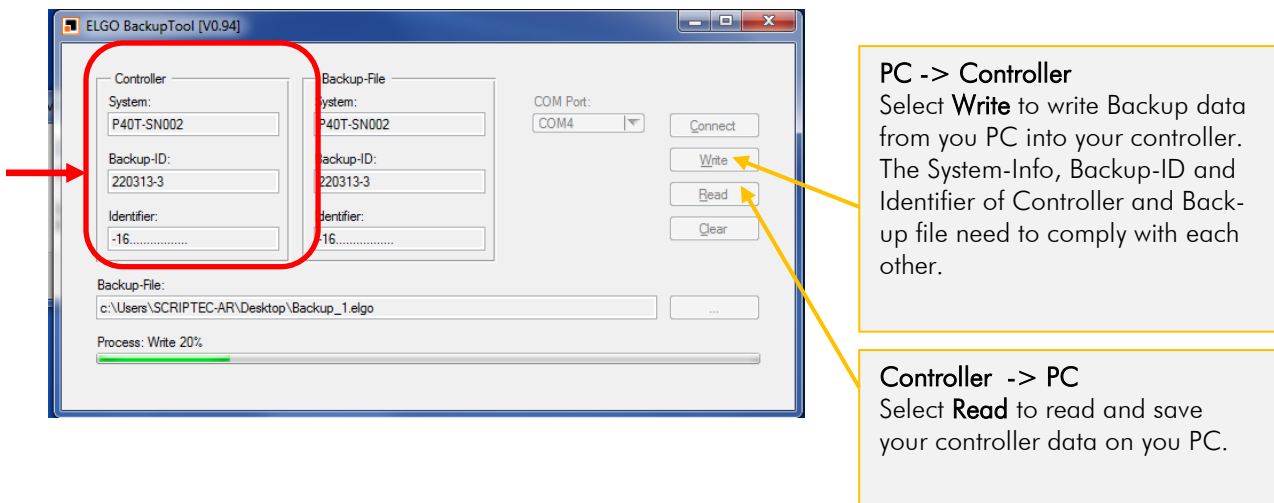 ELGO BackupTool [V0.94]
Controller
System:
P40T-SN002
Backup-ID:
220313-3
Identifier:
-16.................
Backup-File
ystem:
P40T-SN002
ackup-ID:
220313-3
dentifier:
-16.................
COM Port:
COM4
Connect
Write
Read
Clear
Backup-File:
c:\Users\SCRIPTEC-AR\Desktop\Backup_1.elgo
...
Process: Write 20%
PC -> Controller
Select Write to write Backup data
from you PC into your controller.
The System-Info, Backup-ID and
Identifier of Controller and Back-
up file need to comply with each
other.
Controller -> PC
Select Read to read and save
your controller data on you PC.